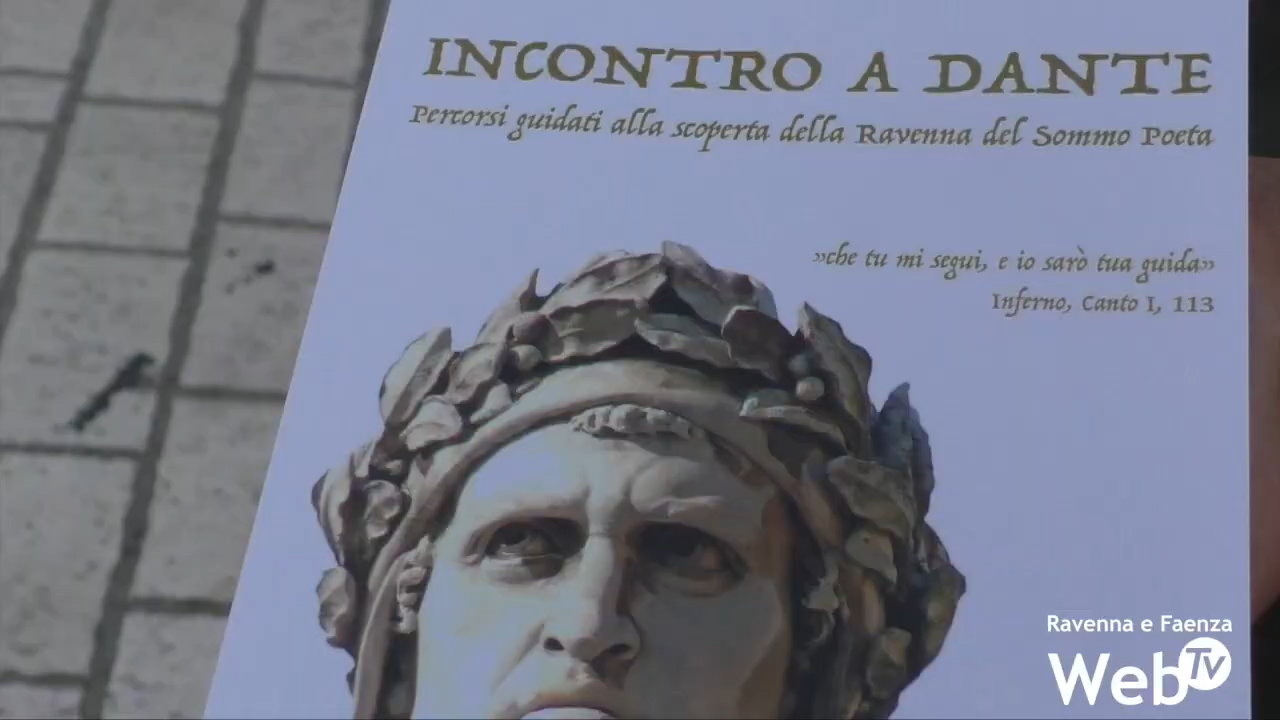 INCONTRO A DANTE
Percorsi guidati alla scoperta della Ravenna del Sommo Poeta
»che tu mi segui, e io sarò tua guida»
Inferno, Canto I, 113
Ravenna e Faenza
WebTV